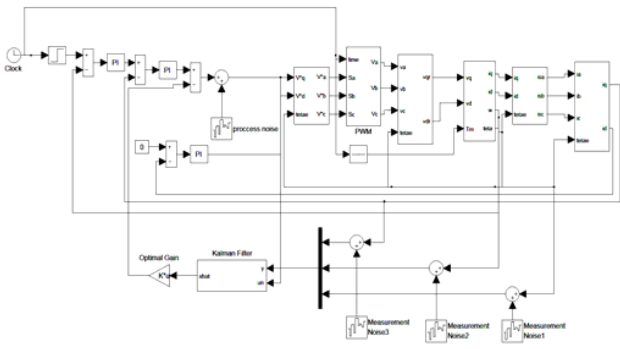 Clock
PI
PI
proccess noise
0
PI
V*q
V*d
tetae
V*a
V*b
V*c
time
Sa
Sb
Sc
Va
Vb
Vc
PWM
va
vb
vc
tetae
vq
vd
Tm
iq
id
w
teta
iq
id
tetae
isa
isb
isc
ia
ib
ic
tetae
Optimal Gain
K*u
Kalman Filter
xhat
y
un
Measurement
Noise3
Measurement
Noise2
Measurement
Noise1